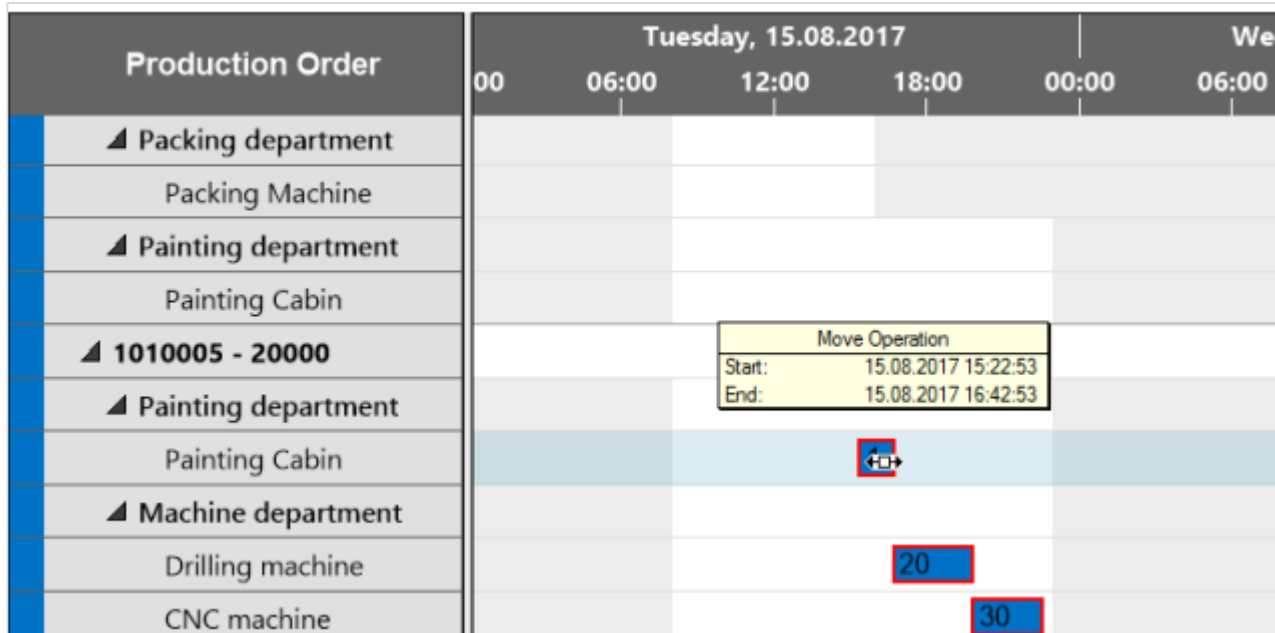 Production Order
Tuesday, 15.08.2017
We
00 06:00 12:00 18:00 00:00 06:00
Packing department
Packing Machine
Painting department
Painting Cabin
1010005 - 20000
Move Operation
Start: 15.08.2017 15:22:53
End: 15.08.2017 16:42:53
Painting department
Painting Cabin
Machine department
Drilling machine
20
CNC machine
30